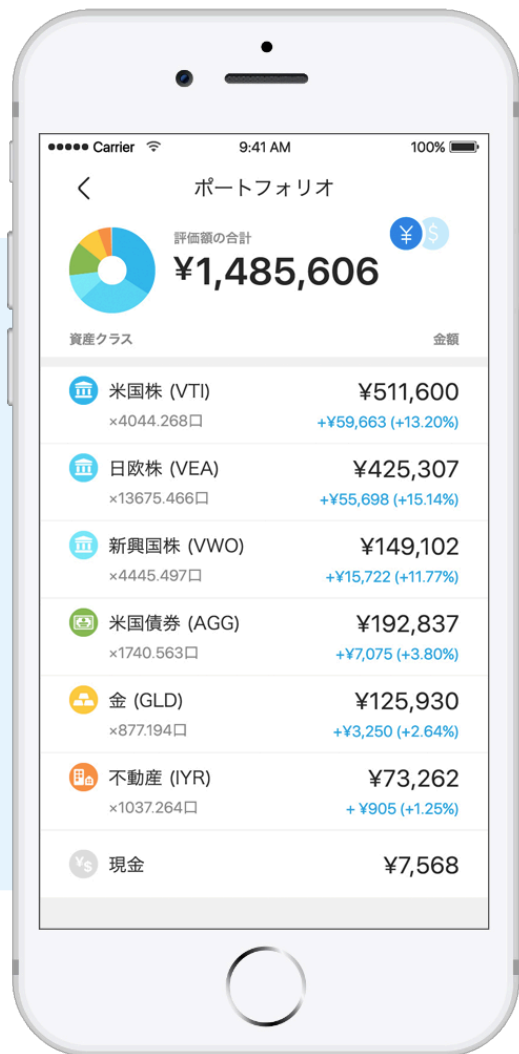 Carrier 9:41 AM 100%
ポートフォリオ
評価額の合計
¥ $
¥1,485,606
資産クラス 金額
米国株 (VTI) ¥511,600
×4044.268口 +¥59,663 (+13.20%)
日欧株 (VEA) ¥425,307
×13675.466口 +¥55,698 (+15.14%)
新興国株 (VWO) ¥149,102
×4445.497口 +¥15,722 (+11.77%)
米国債券 (AGG) ¥192,837
×1740.563口 +¥7,075 (+3.80%)
金 (GLD) ¥125,930
×877.194口 +¥3,250 (+2.64%)
不動産 (IYR) ¥73,262
×1037.264口 + ¥905 (+1.25%)
¥$ 現金 ¥7,568